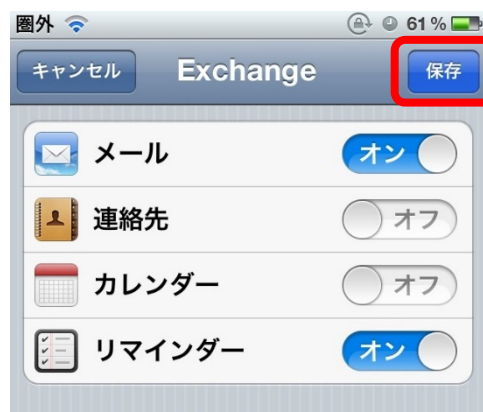 圏外 61%
キャンセル Exchange 保存
メール オン
連絡先 オフ
カレンダー オフ
リマインダー オン